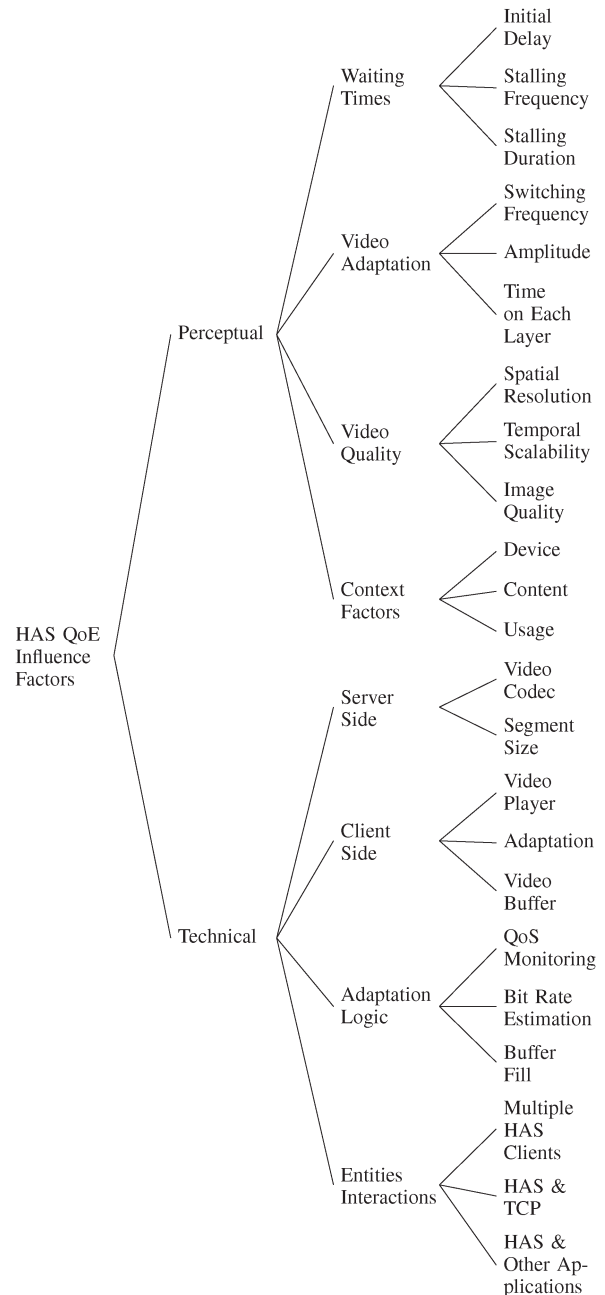 Initial
Delay
Waiting
Times
Stalling
Frequency
Stalling
Duration
Switching
Frequency
Video
Adaptation
Amplitude
Time
on Each
Layer
Perceptual
Spatial
Resolution
Video
Quality
Temporal
Scalability
Image
Quality
Device
Context
Factors
Content
Usage
HAS QoE
Influence
Factors
Video
Codec
Server
Side
Segment
Size
Video
Player
Client
Side
Adaptation
Video
Buffer
Technical
QoS
Monitoring
Adaptation
Logic
Bit Rate
Estimation
Buffer
Fill
Multiple
HAS
Clients
Entities
Interactions
HAS &
TCP
HAS &
Other Ap-
plications